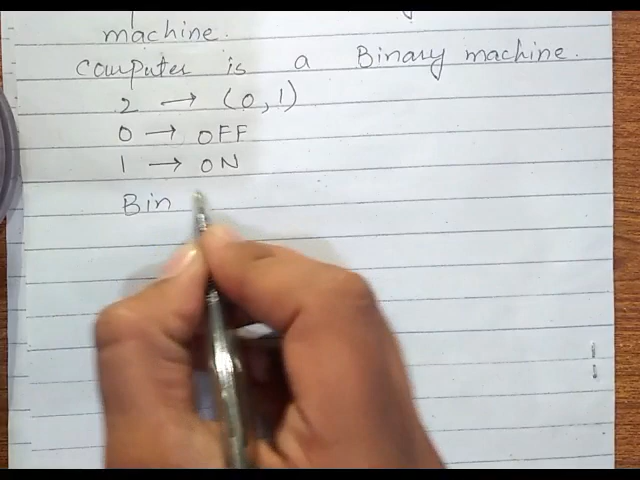 machine.
computer is a Binary machine.
2 → (0,1)
0 → OFF
1 → ON
Bin